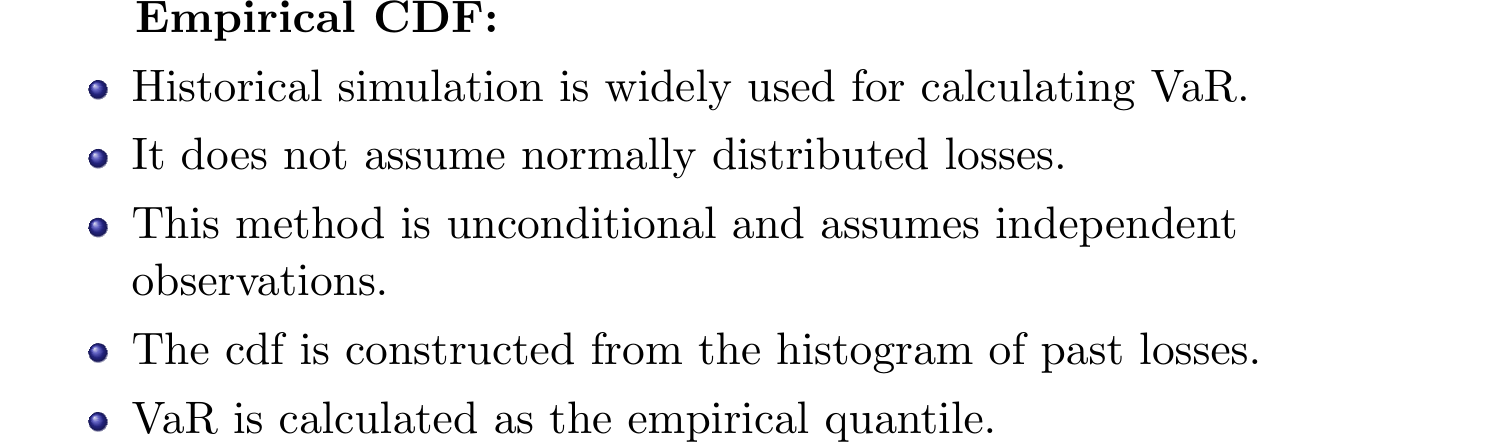 Empirical CDF:
Historical simulation is widely used for calculating VaR.
It does not assume normally distributed losses.
This method is unconditional and assumes independent
observations.
The cdf is constructed from the histogram of past losses.
VaR is calculated as the empirical quantile.